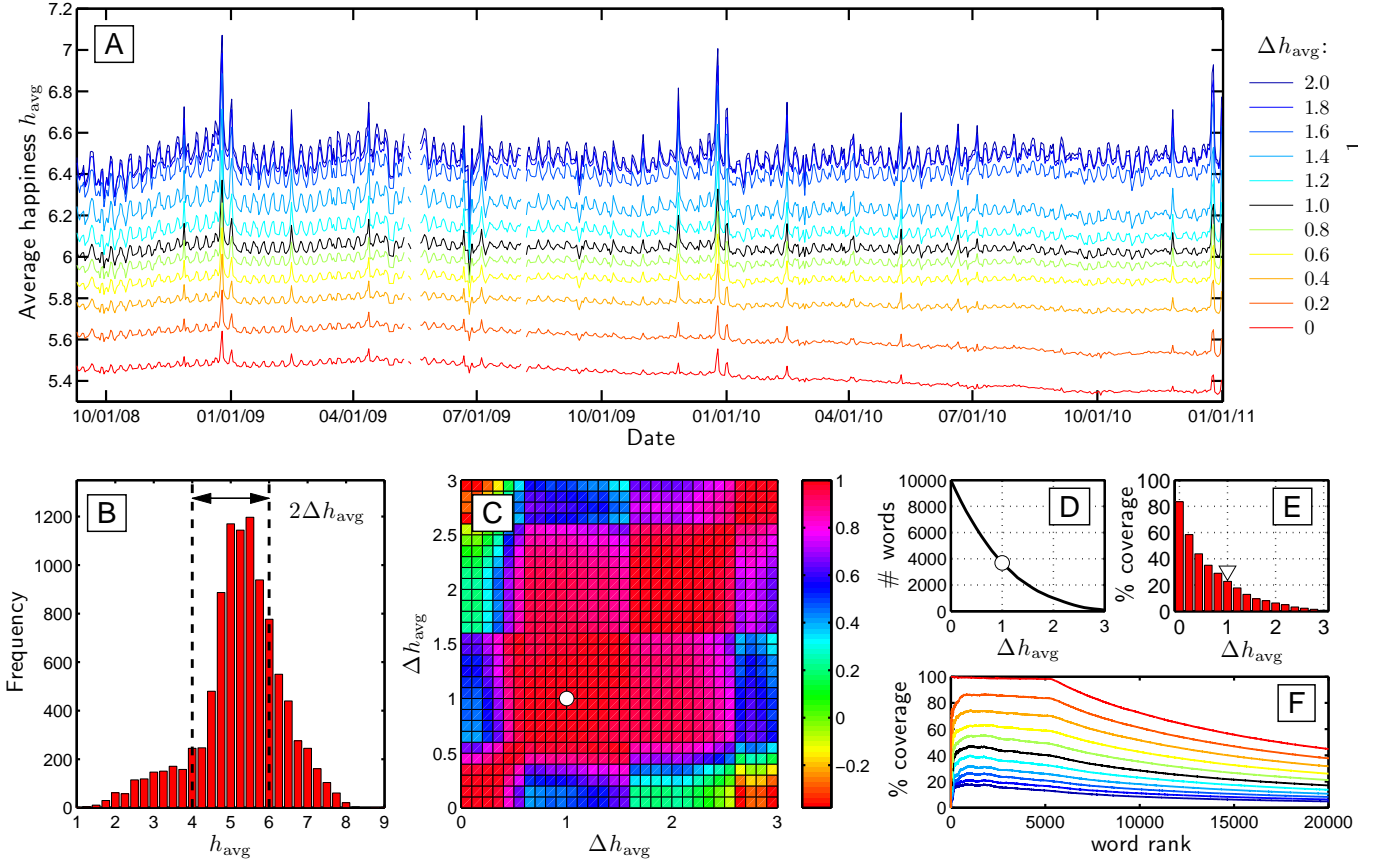 A
Average happiness h_avg
7.2
7
6.8
6.6
6.4
6.2
6
5.8
5.6
5.4
10/01/08 01/01/09 04/01/09 07/01/09 10/01/09 01/01/10 04/01/10 07/01/10 10/01/10 01/01/11
Date
Δh_avg:
2.0
1.8
1.6
1.4
1.2
1.0
0.8
0.6
0.4
0.2
0
1
B
2Δh_avg
Frequency
1200
1000
800
600
400
200
0
1 2 3 4 5 6 7 8 9
h_avg
C
Δh_avg
3
2.5
2
1.5
1
0.5
0
0 1 2 3
Δh_avg
1
0.8
0.6
0.4
0.2
0
−0.2
D
# words
10000
8000
6000
4000
2000
0
0 1 2 3
Δh_avg
E
% coverage
100
80
60
40
20
0
0 1 2 3
Δh_avg
F
% coverage
100
80
60
40
20
0
0 5000 10000 15000 20000
word rank